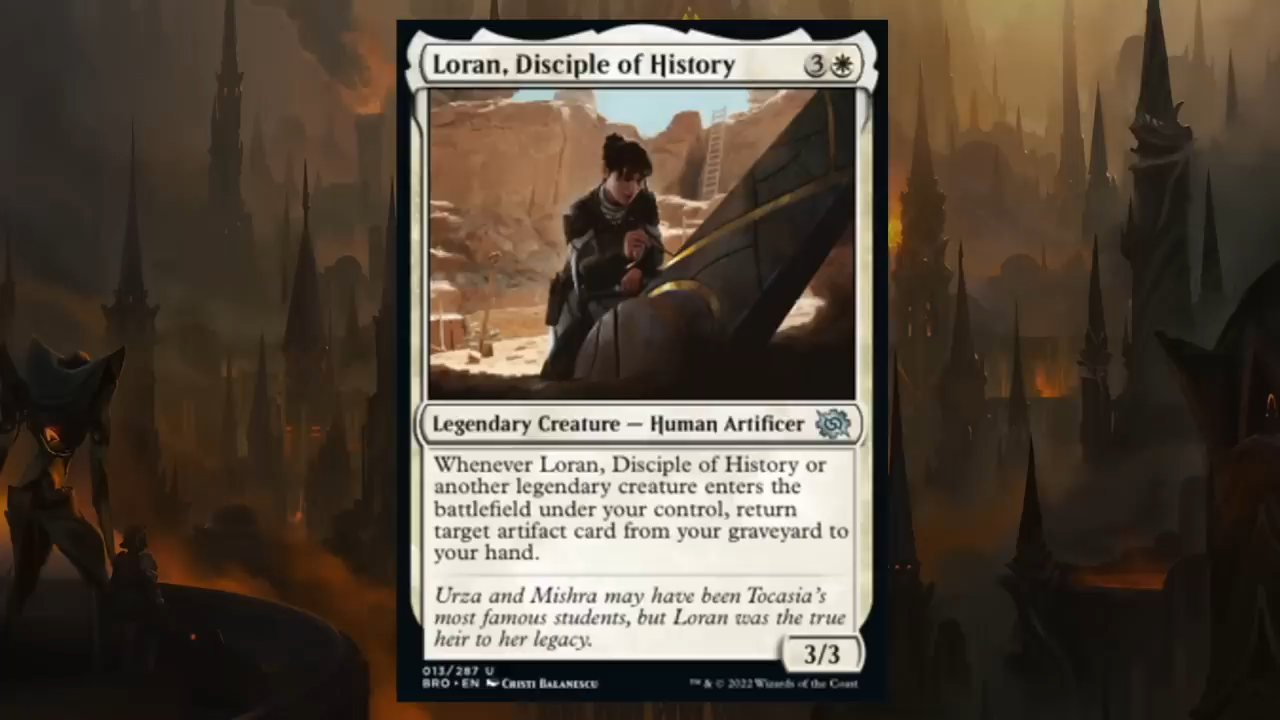 Loran, Disciple of History 3
Legendary Creature — Human Artificer
Whenever Loran, Disciple of History or
another legendary creature enters the
battlefield under your control, return
target artifact card from your graveyard to
your hand.
Urza and Mishra may have been Tocasia's
most famous students, but Loran was the true
heir to her legacy.
3/3
013/287 U
BRO • EN Cristi Balanescu
™ & © 2022 Wizards of the Coast